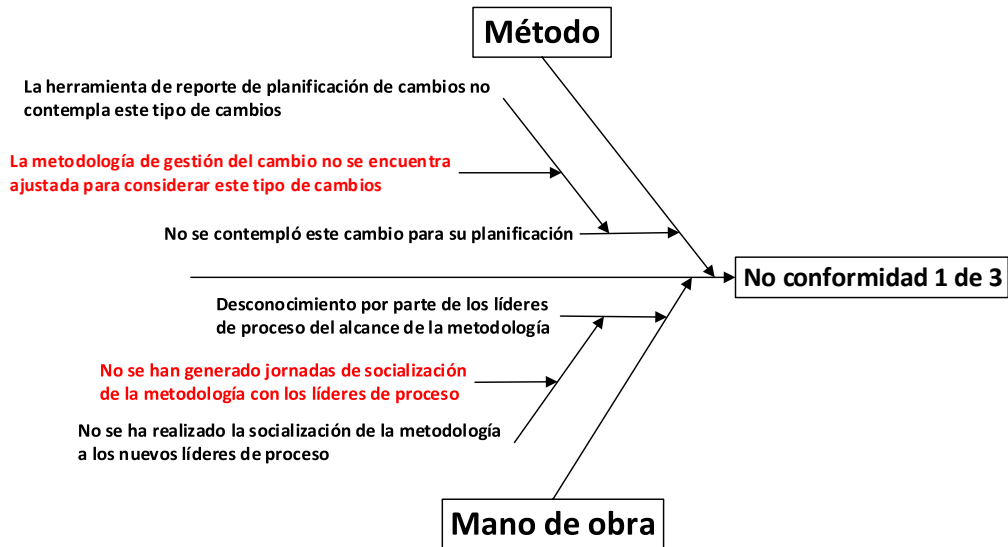 Método
La herramienta de reporte de planificación de cambios no
contempla este tipo de cambios
La metodología de gestión del cambio no se encuentra
ajustada para considerar este tipo de cambios
No se contempló este cambio para su planificación
No conformidad 1 de 3
Desconocimiento por parte de los líderes
de proceso del alcance de la metodología
No se han generado jornadas de socialización
de la metodología con los líderes de proceso
No se ha realizado la socialización de la metodología
a los nuevos líderes de proceso
Mano de obra